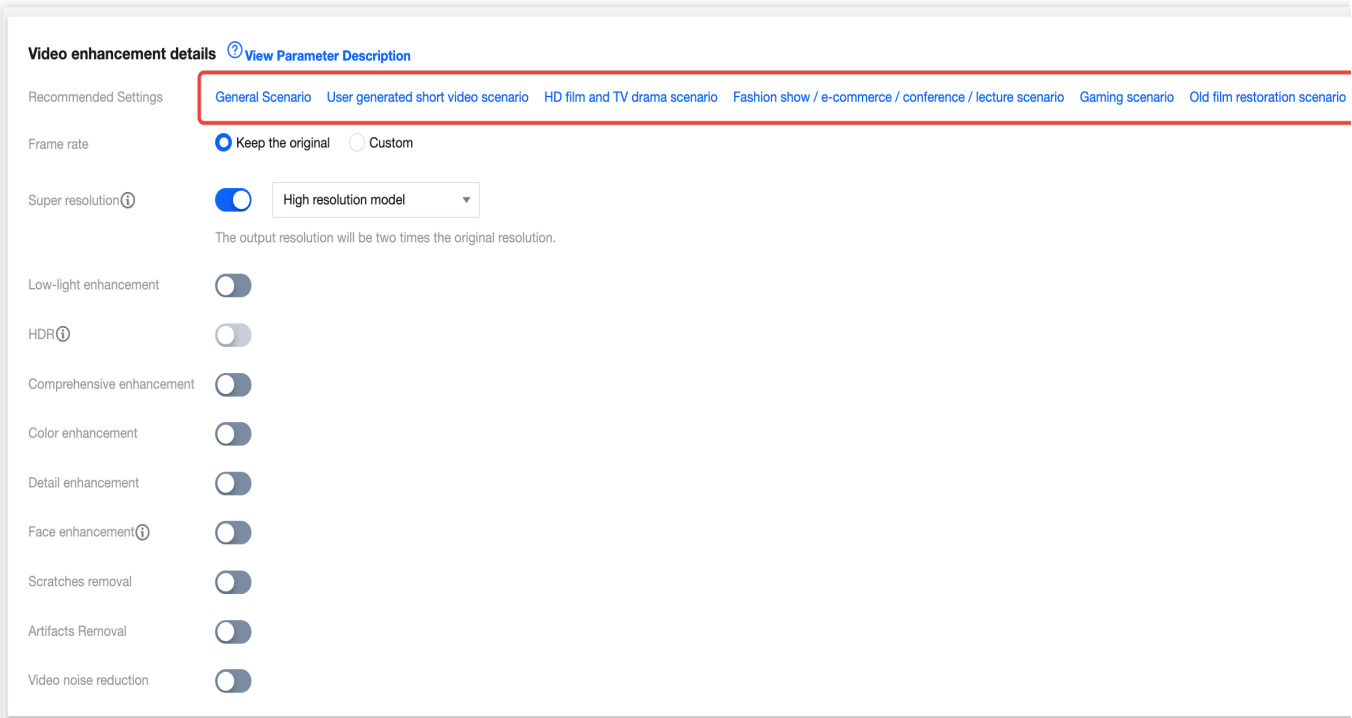 Video enhancement details View Parameter Description
Recommended Settings General Scenario User generated short video scenario HD film and TV drama scenario Fashion show / e-commerce / conference / lecture scenario Gaming scenario Old film restoration scenario
Frame rate Keep the original Custom
Super resolution High resolution model
The output resolution will be two times the original resolution.
Low-light enhancement
HDR
Comprehensive enhancement
Color enhancement
Detail enhancement
Face enhancement
Scratches removal
Artifacts Removal
Video noise reduction